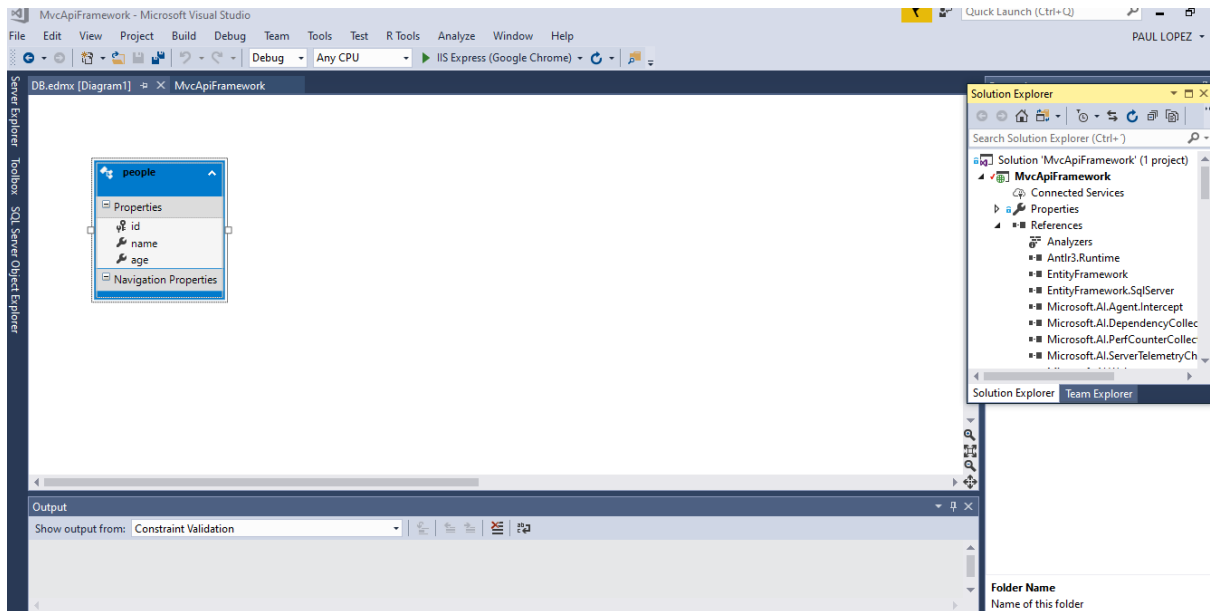 MvcApiFramework - Microsoft Visual Studio
Quick Launch (Ctrl+Q)
File Edit View Project Build Debug Team Tools Test R Tools Analyze Window Help
PAUL LOPEZ
Debug Any CPU IIS Express (Google Chrome)
Server Explorer
Toolbox
SQL Server Object Explorer
DB.edmx [Diagram1] MvcApiFramework
people
Properties
id
name
age
Navigation Properties
Solution Explorer
Search Solution Explorer (Ctrl+´)
Solution 'MvcApiFramework' (1 project)
MvcApiFramework
Connected Services
Properties
References
Analyzers
Antlr3.Runtime
EntityFramework
EntityFramework.SqlServer
Microsoft.AI.Agent.Intercept
Microsoft.AI.DependencyCollec
Microsoft.AI.PerfCounterCollec
Microsoft.AI.ServerTelemetryCh
Solution Explorer Team Explorer
Output
Show output from: Constraint Validation
Folder Name
Name of this folder